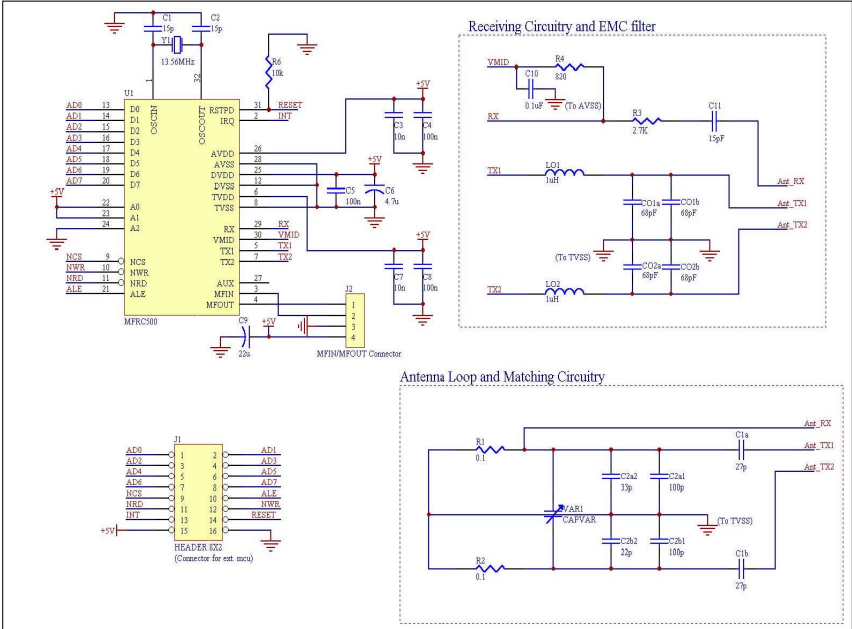 C1
15p
C2
15p
Y1
13.56MHz
R6
10k
1
32
U1
OSCIN
OSCOUT
AD0 13 D0
AD1 14 D1
AD2 15 D2
AD3 16 D3
AD4 17 D4
AD5 18 D5
AD6 19 D6
AD7 20 D7
+5V
22 A0
23 A1
24 A2
NCS 9 NCS
NWR 10 NWR
NRD 11 NRD
ALE 21 ALE
MFRC500
RSTPD 31 RESET
IRQ 2 INT
AVDD 26
AVSS 28
DVDD 25
DVSS 12
TVDD 6
TVSS 8
RX 29 RX
VMID 30 VMID
TX1 5 TX1
TX2 7 TX2
AUX 27
MFIN 3
MFOUT 4
+5V
C3
10n
C4
100n
+5V
C5
100n
C6
4.7u
+5V
C7
10n
C8
100n
C9
22u
+5V
J2
1
2
3
4
MFIN/MFOUT Connector
Receiving Circuitry and EMC filter
VMID
R4
820
C10
0.1uF
(To AVSS)
RX
R3
2.7K
C11
15pF
TX1
LO1
1uH
Ant_RX
Ant_TX1
Ant_TX2
CO1a
68pF
CO1b
68pF
(To TVSS)
CO2a
68pF
CO2b
68pF
TX2
LO2
1uH
J1
AD0 1 2 AD1
AD2 3 4 AD3
AD4 5 6 AD5
AD6 7 8 AD7
NCS 9 10 ALE
NRD 11 12 NWR
INT 13 14 RESET
+5V 15 16
HEADER 8X2
(Connector for ext. mcu)
Antenna Loop and Matching Circuitry
R1
0.1
C1a
27p
Ant_RX
Ant_TX1
Ant_TX2
C2a2
33p
C2a1
100p
VAR1
CAPVAR
(To TVSS)
C2b2
22p
C2b1
100p
R2
0.1
C1b
27p